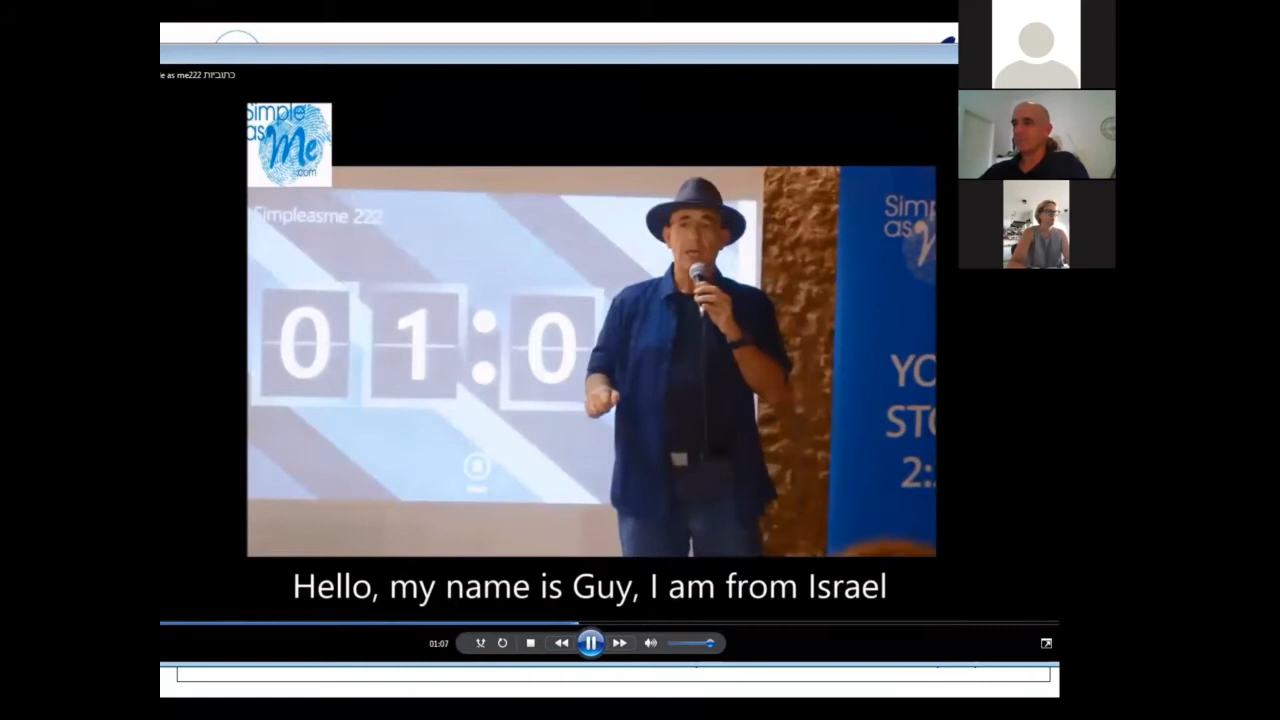 e as me222 כתוביות
Simple
as
Me
.com
Simpleasme 222
01:0
Simp
as
YO
STO
2:
Hello, my name is Guy, I am from Israel
01:07